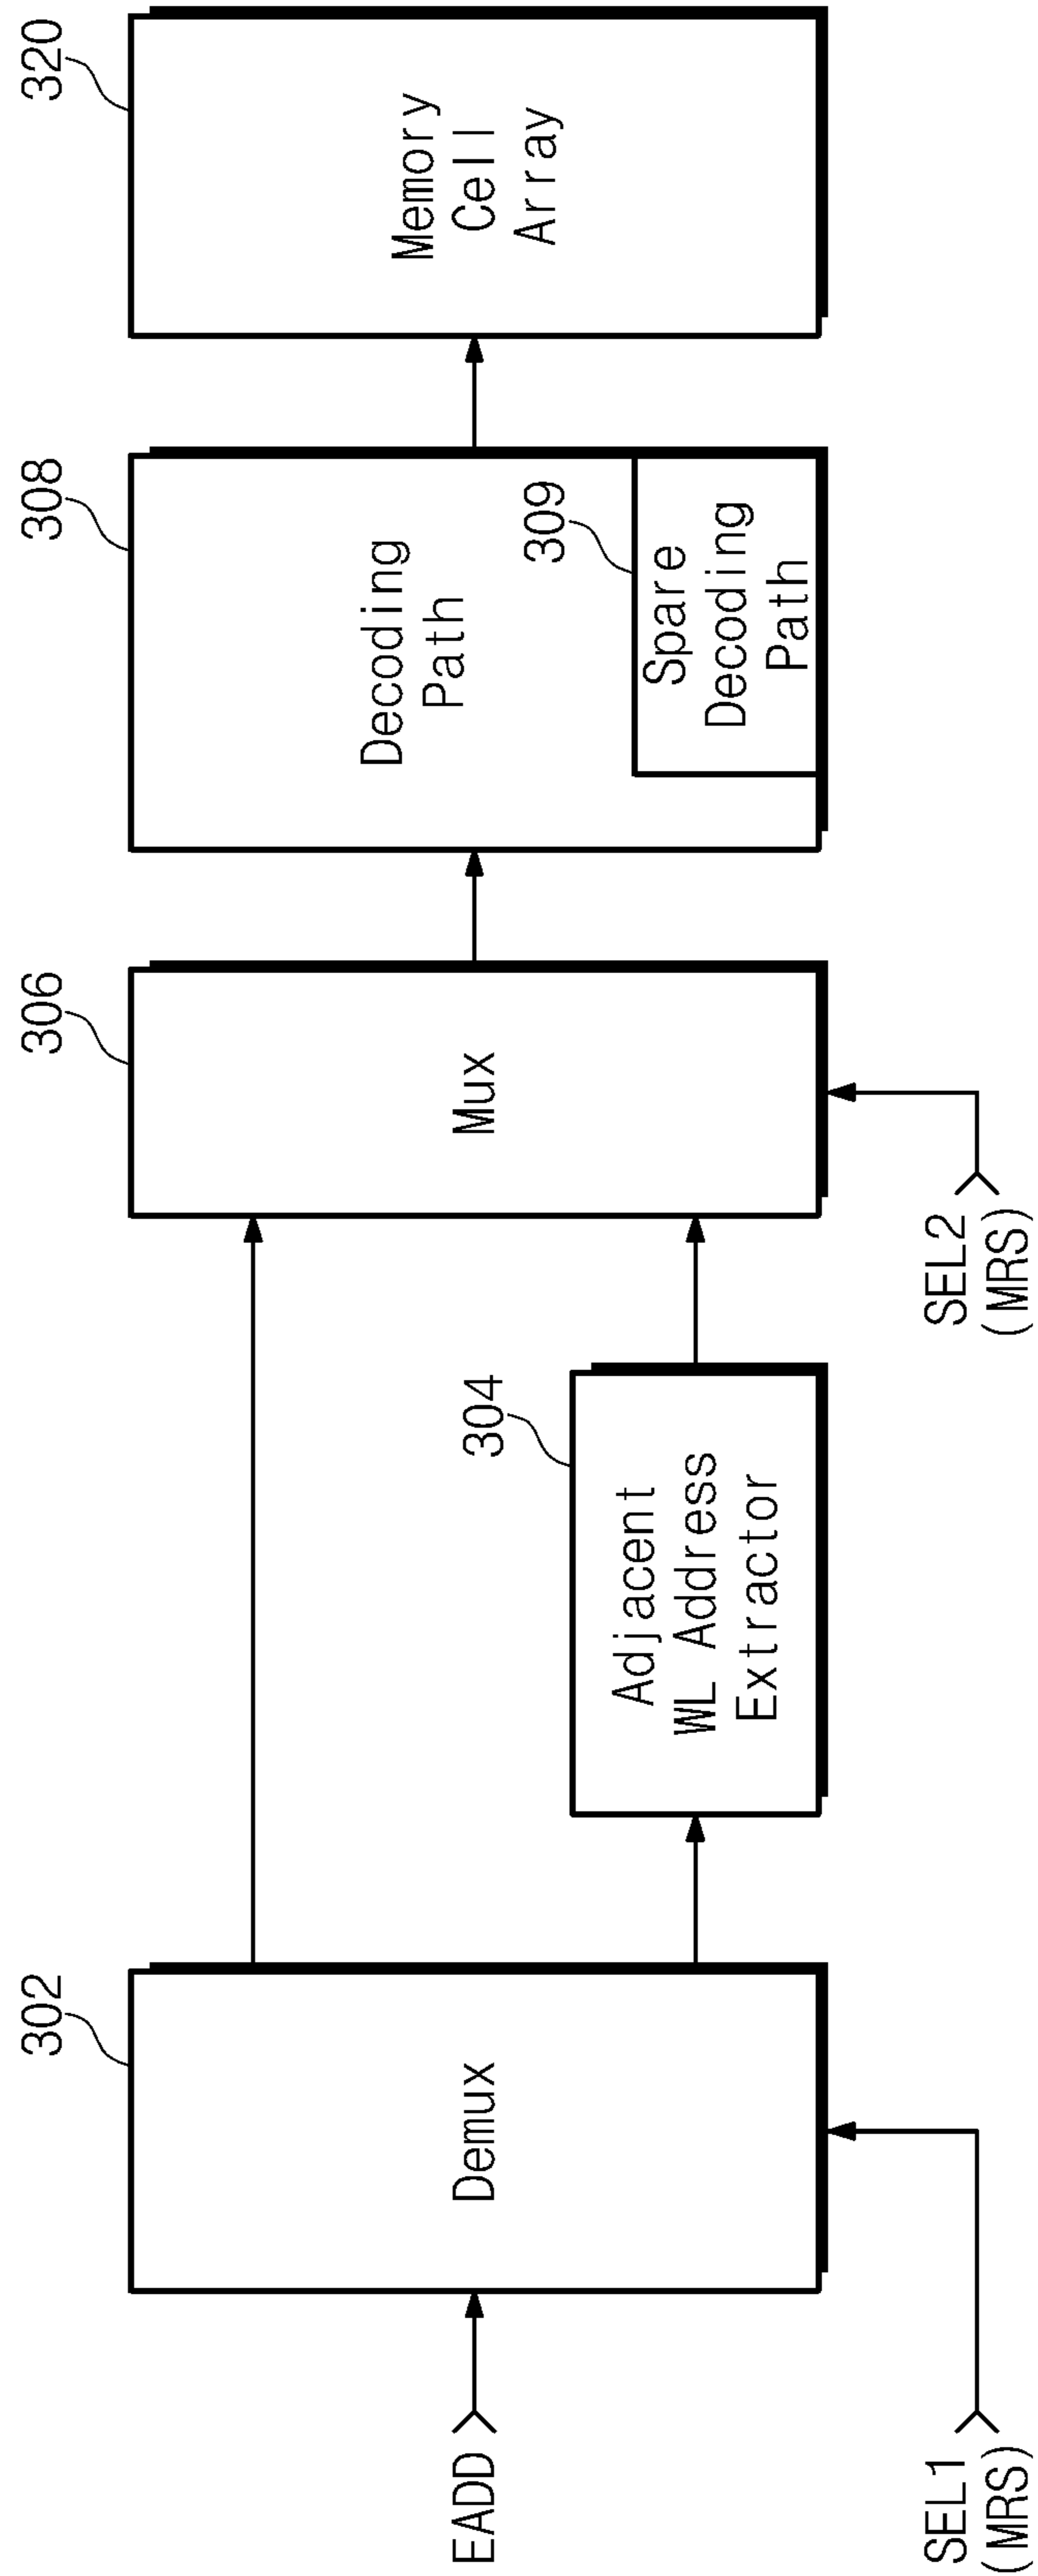 302
304
306
308
309
320
EADD
Demux
Adjacent
WL Address
Extractor
Mux
Decoding
Path
Spare
Decoding
Path
Memory
Cell
Array
SEL1
(MRS)
SEL2
(MRS)